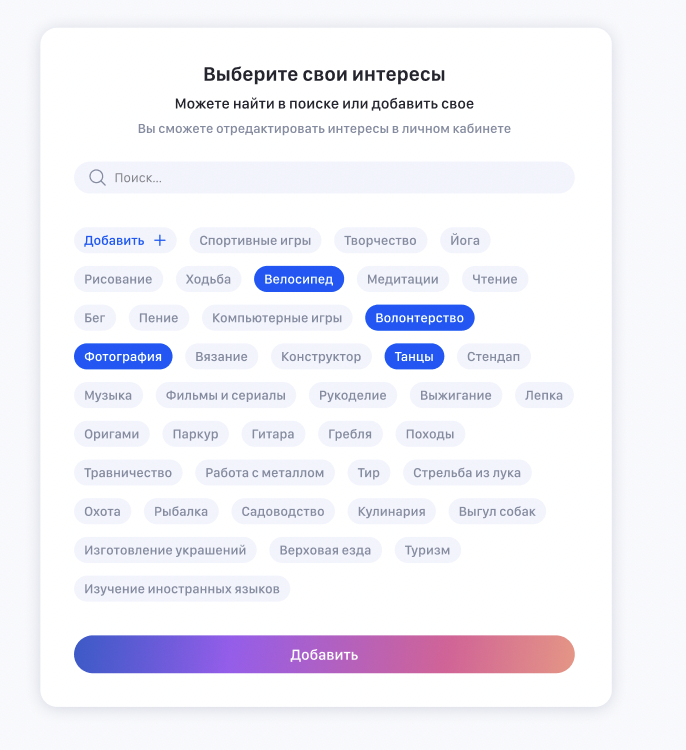 Выберите свои интересы
Можете найти в поиске или добавить свое
Вы сможете отредактировать интересы в личном кабинете
Поиск...
Добавить + Спортивные игры Творчество Йога
Рисование Ходьба Велосипед Медитации Чтение
Бег Пение Компьютерные игры Волонтерство
Фотография Вязание Конструктор Танцы Стендап
Музыка Фильмы и сериалы Рукоделие Выжигание Лепка
Оригами Паркур Гитара Гребля Походы
Травничество Работа с металлом Тир Стрельба из лука
Охота Рыбалка Садоводство Кулинария Выгул собак
Изготовление украшений Верховая езда Туризм
Изучение иностранных языков
Добавить